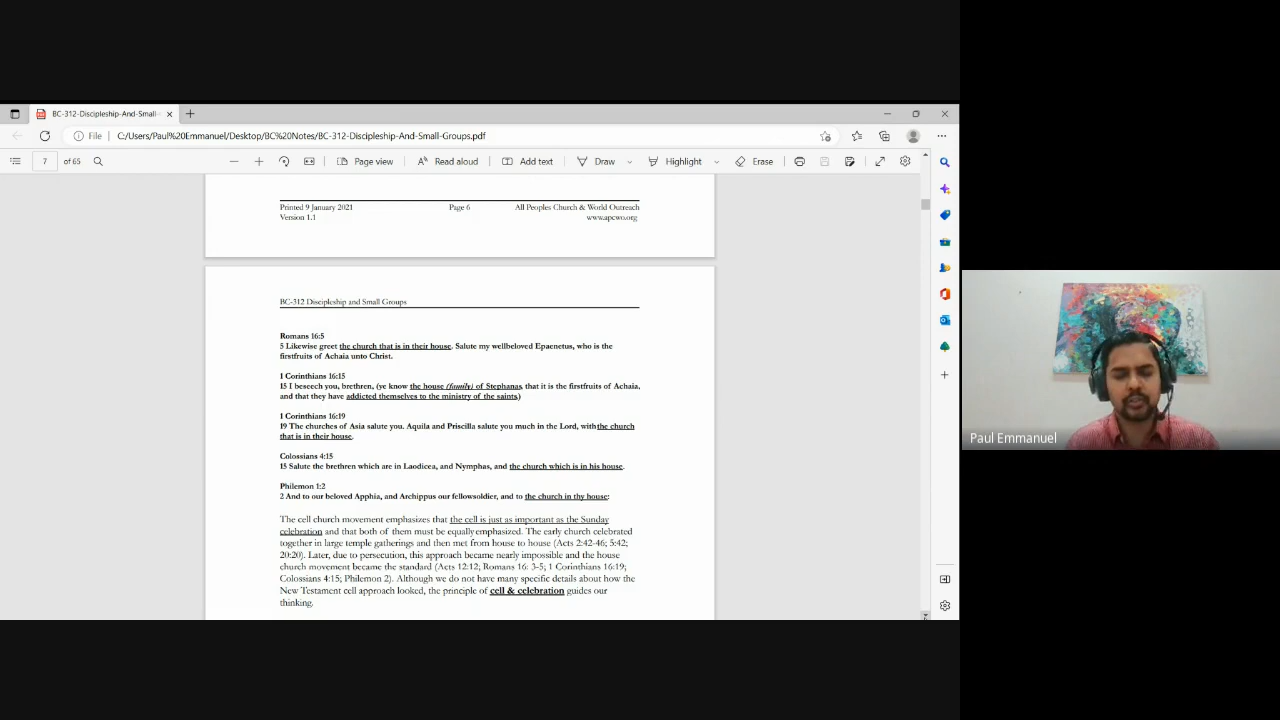 BC-312-Discipleship-And-Small-
File
C:/Users/Paul%20Emmanuel/Desktop/BC%20Notes/BC-312-Discipleship-And-Small-Groups.pdf
7 of 65
Page view
Read aloud
Add text
Draw
Highlight
Erase
Printed 9 January 2021 Page 6 All Peoples Church & World Outreach
Version 1.1 www.apcwo.org
BC-312 Discipleship and Small Groups
Romans 16:5
5 Likewise greet the church that is in their house. Salute my wellbeloved Epaenetus, who is the
firstfruits of Achaia unto Christ.
1 Corinthians 16:15
15 I beseech you, brethren, (ye know the house (family) of Stephanas, that it is the firstfruits of Achaia,
and that they have addicted themselves to the ministry of the saints,)
1 Corinthians 16:19
19 The churches of Asia salute you. Aquila and Priscilla salute you much in the Lord, with the church
that is in their house.
Colossians 4:15
15 Salute the brethren which are in Laodicea, and Nymphas, and the church which is in his house.
Philemon 1:2
2 And to our beloved Apphia, and Archippus our fellowsoldier, and to the church in thy house:
The cell church movement emphasizes that the cell is just as important as the Sunday
celebration and that both of them must be equally emphasized. The early church celebrated
together in large temple gatherings and then met from house to house (Acts 2:42-46; 5:42;
20:20). Later, due to persecution, this approach became nearly impossible and the house
church movement became the standard (Acts 12:12; Romans 16: 3-5; 1 Corinthians 16:19;
Colossians 4:15; Philemon 2). Although we do not have many specific details about how the
New Testament cell approach looked, the principle of cell & celebration guides our
thinking.
Paul Emmanuel